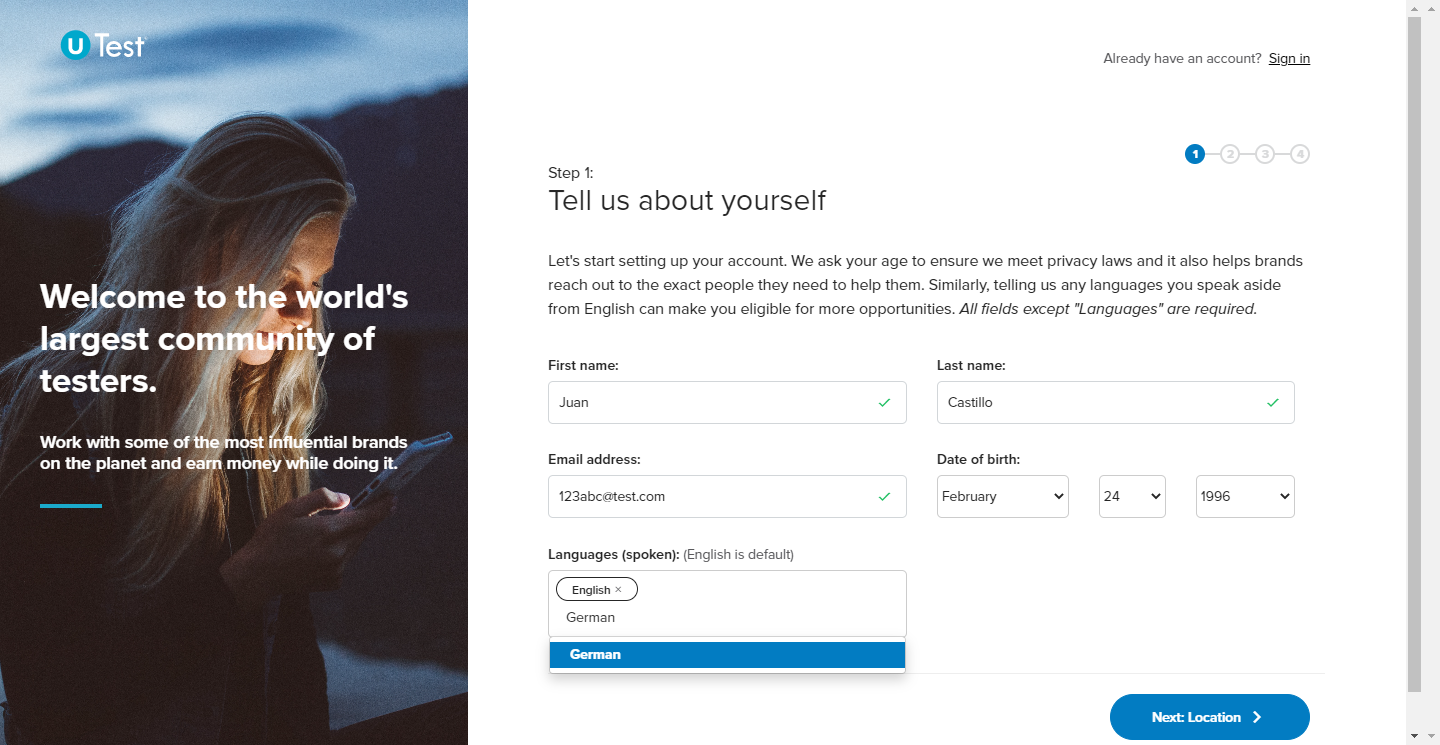 U Test
Welcome to the world's
largest community of
testers.
Work with some of the most influential brands
on the planet and earn money while doing it.
Already have an account? Sign in
1 2 3 4
Step 1:
Tell us about yourself
Let's start setting up your account. We ask your age to ensure we meet privacy laws and it also helps brands
reach out to the exact people they need to help them. Similarly, telling us any languages you speak aside
from English can make you eligible for more opportunities. All fields except "Languages" are required.
First name: Last name:
Juan Castillo
Email address: Date of birth:
123abc@test.com February 24 1996
Languages (spoken): (English is default)
English ×
German
German
Next: Location